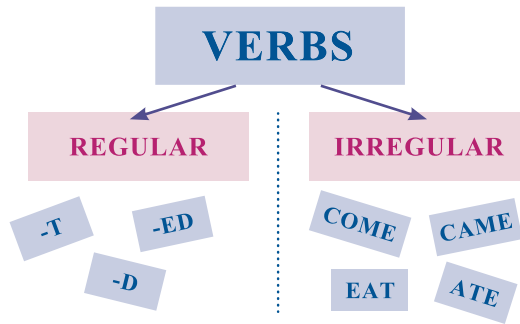 VERBS
REGULAR
IRREGULAR
-T
-ED
-D
COME
CAME
EAT
ATE